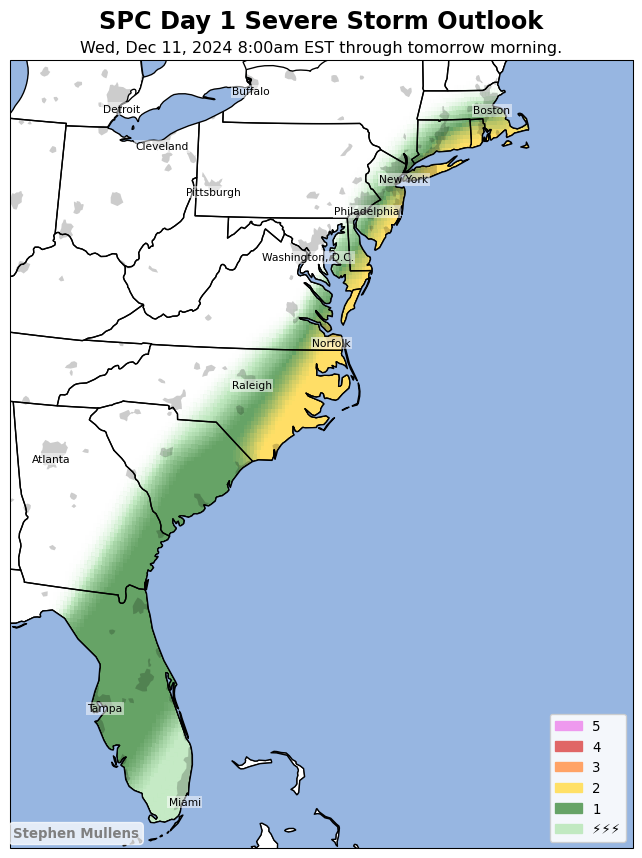 SPC Day 1 Severe Storm Outlook
Wed, Dec 11, 2024 8:00am EST through tomorrow morning.
Buffalo
Detroit
Boston
Cleveland
New York
Pittsburgh
Philadelphia
Washington, D.C.
Norfolk
Raleigh
Atlanta
Tampa
Miami
5
4
3
2
1
⚡⚡⚡
Stephen Mullens